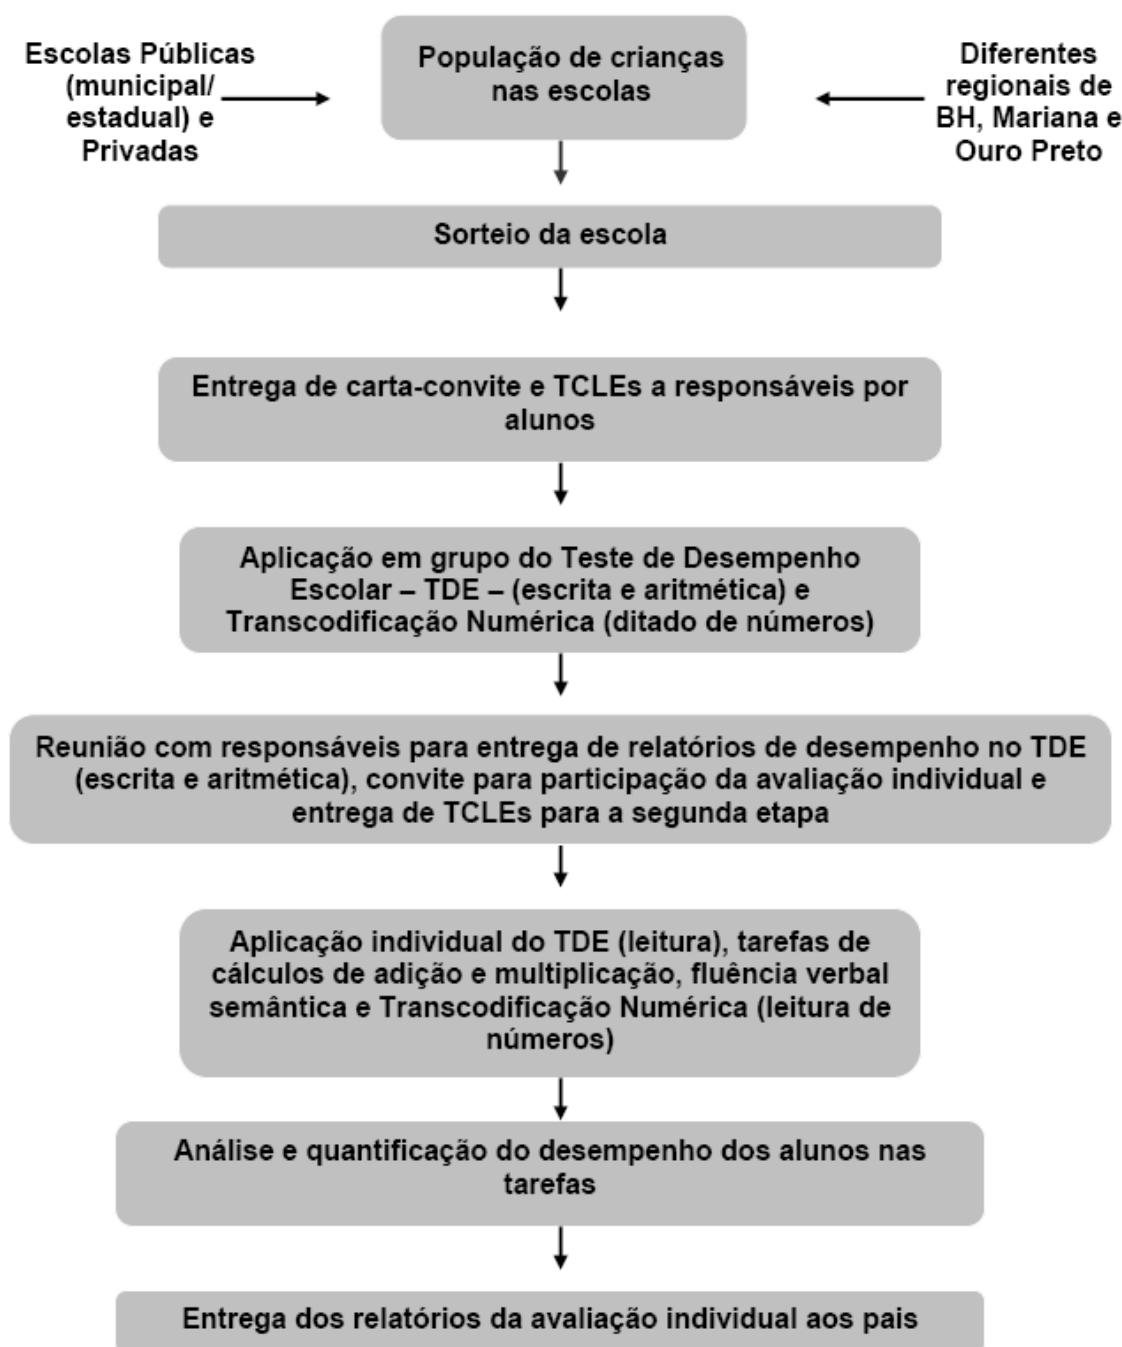 Escolas Públicas
(municipal/
estadual) e
Privadas
População de crianças
nas escolas
Diferentes
regionais de
BH, Mariana e
Ouro Preto
Sorteio da escola
Entrega de carta-convite e TCLEs a responsáveis por
alunos
Aplicação em grupo do Teste de Desempenho
Escolar – TDE – (escrita e aritmética) e
Transcodificação Numérica (ditado de números)
Reunião com responsáveis para entrega de relatórios de desempenho no TDE
(escrita e aritmética), convite para participação da avaliação individual e
entrega de TCLEs para a segunda etapa
Aplicação individual do TDE (leitura), tarefas de
cálculos de adição e multiplicação, fluência verbal
semântica e Transcodificação Numérica (leitura de
números)
Análise e quantificação do desempenho dos alunos nas
tarefas
Entrega dos relatórios da avaliação individual aos pais